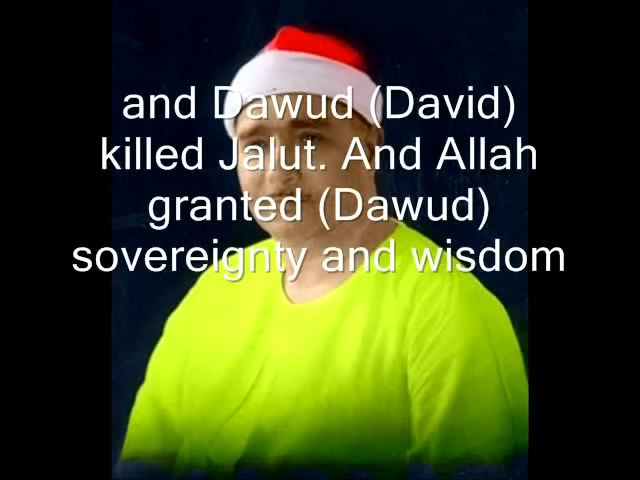 and Dawud (David)
killed Jalut. And Allah
granted (Dawud)
sovereignty and wisdom